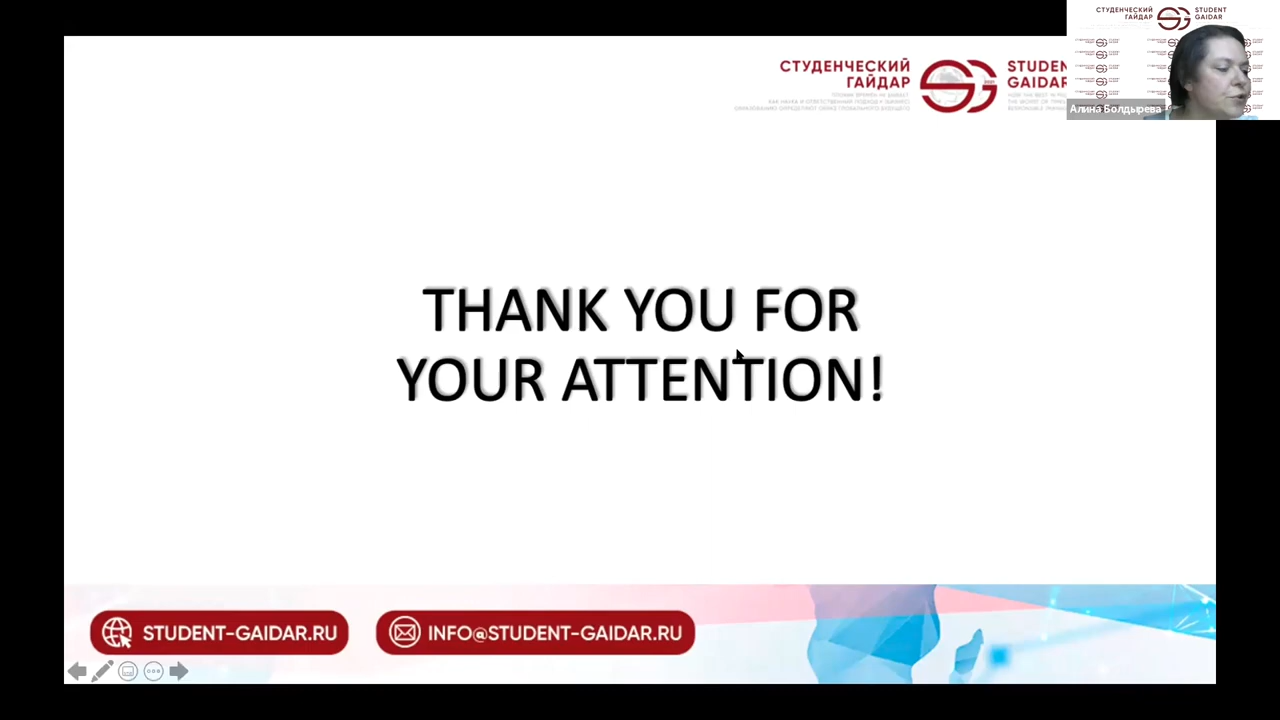 СТУДЕНЧЕСКИЙ
ГАЙДАР
STUDENT
GAIDAR
СТУДЕНЧЕСКИЙ
ГАЙДАР
STUDENT
GAIDAR
Алина Болдырева
THANK YOU FOR
YOUR ATTENTION!
STUDENT-GAIDAR.RU
INFO@STUDENT-GAIDAR.RU